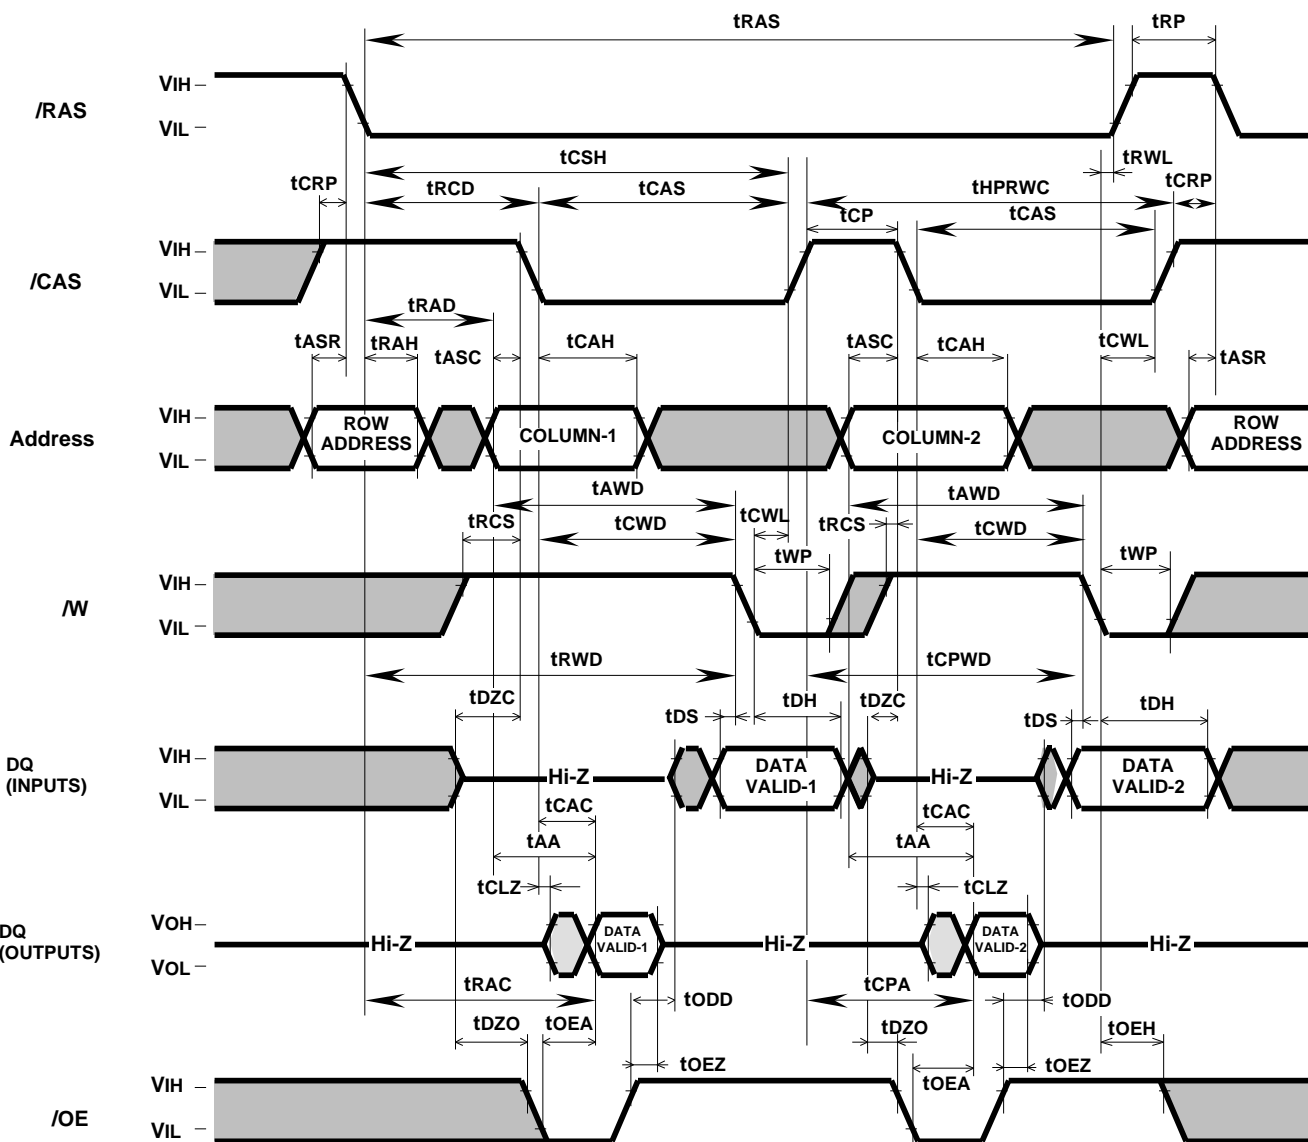 tRAS
tRP
VIH
/RAS
VIL
tCSH
tRWL
tCRP
tRCD
tCAS
tHPRWC
tCRP
tCP
tCAS
VIH
/CAS
VIL
tRAD
tASR
tRAH
tASC
tCAH
tASC
tCAH
tCWL
tASR
VIH
Address
VIL
ROW
ADDRESS
COLUMN-1
COLUMN-2
ROW
ADDRESS
tAWD
tAWD
tRCS
tCWD
tCWL
tRCS
tCWD
tWP
tWP
VIH
/W
VIL
tRWD
tCPWD
tDZC
tDS
tDH
tDZC
tDS
tDH
DQ
(INPUTS)
VIH
VIL
Hi-Z
DATA
VALID-1
Hi-Z
DATA
VALID-2
tCAC
tCAC
tAA
tAA
tCLZ
tCLZ
DQ
(OUTPUTS)
VOH
VOL
Hi-Z
DATA
VALID-1
Hi-Z
DATA
VALID-2
Hi-Z
tRAC
tODD
tCPA
tODD
tDZO
tOEA
tOEZ
tDZO
tOEA
tOEZ
tOEH
VIH
/OE
VIL